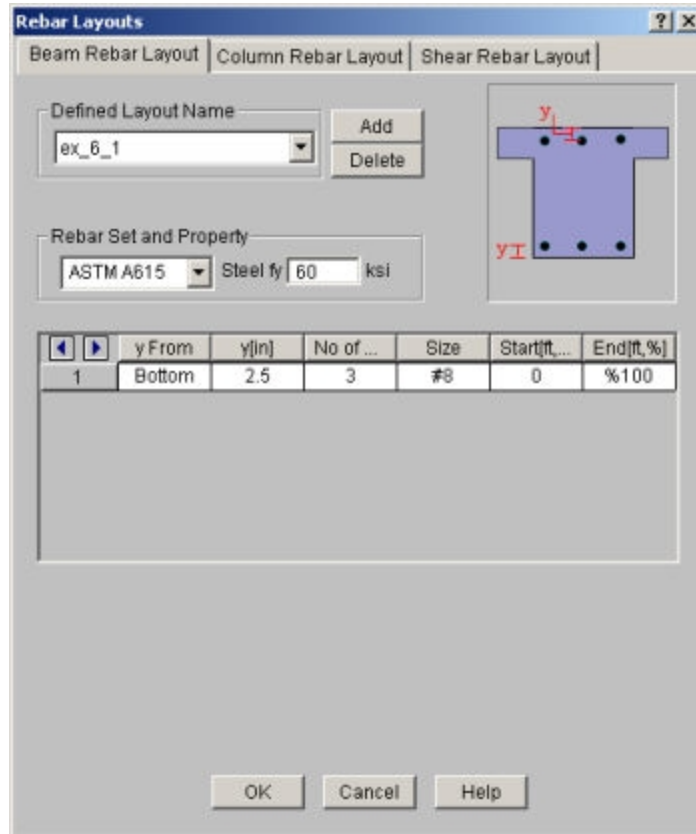 Rebar Layouts
Beam Rebar Layout Column Rebar Layout Shear Rebar Layout
Defined Layout Name
ex_6_1
Add
Delete
y
y
Rebar Set and Property
ASTM A615 Steel fy 60 ksi
y From y[in] No of ... Size Start[ft,... End[ft,%]
1 Bottom 2.5 3 #8 0 %100
OK Cancel Help